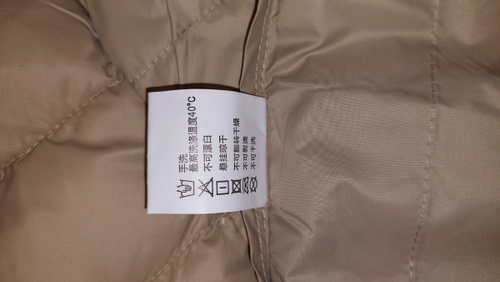 手洗
最高洗涤温度40°C
不可漂白
悬挂晾干
不可翻转干燥
不可熨烫
不可干洗